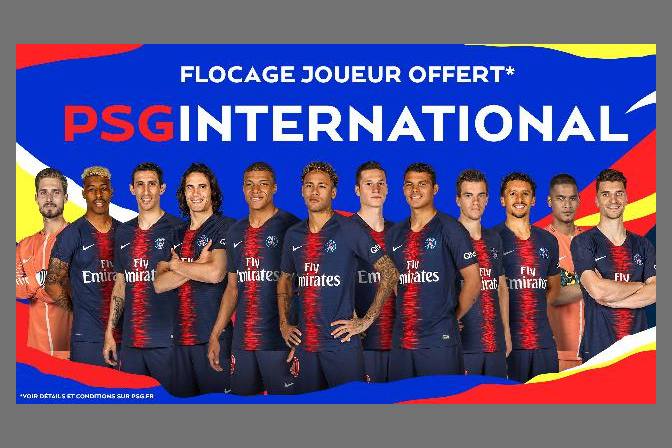 FLOCAGE JOUEUR OFFERT*
PSGINTERNATIONAL
Fly Emirates
Fly Emirates
Fly Emirates
Fly Emirates
Fly Emirates
Fly Emirates
Fly Emirates
Fly
*VOIR DÉTAILS ET CONDITIONS SUR PSG.FR